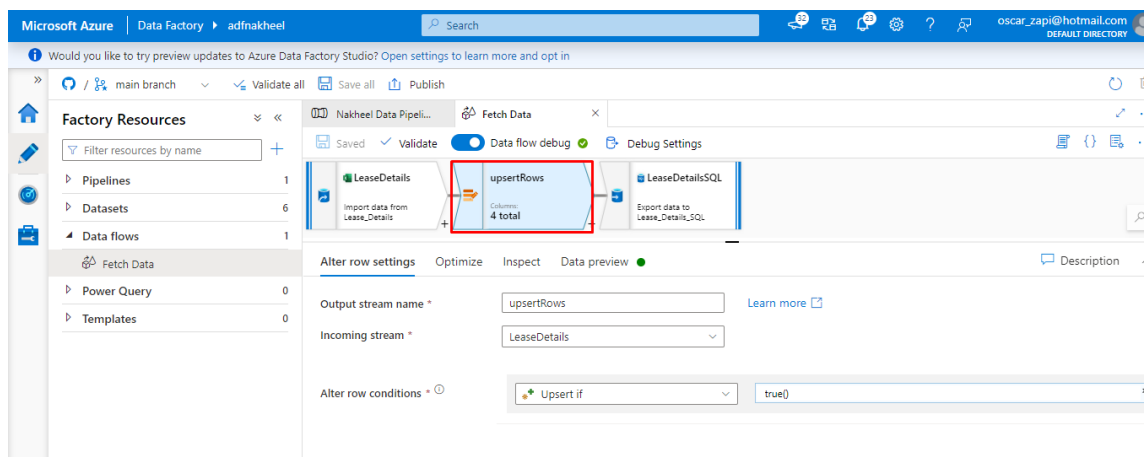 Microsoft Azure | Data Factory ▸ adfnakheel
Search
32
23
oscar_zapi@hotmail.com
DEFAULT DIRECTORY
Would you like to try preview updates to Azure Data Factory Studio? Open settings to learn more and opt in
/ main branch
Validate all
Save all
Publish
Factory Resources
Filter resources by name
Pipelines 1
Datasets 6
Data flows 1
Fetch Data
Power Query 0
Templates 0
Nakheel Data Pipeli...
Fetch Data
Saved
Validate
Data flow debug
Debug Settings
LeaseDetails
Import data from
Lease_Details
upsertRows
Columns:
4 total
LeaseDetailsSQL
Export data to
Lease_Details_SQL
Alter row settings
Optimize
Inspect
Data preview
Description
Output stream name *
upsertRows
Learn more
Incoming stream *
LeaseDetails
Alter row conditions *
Upsert if
true()